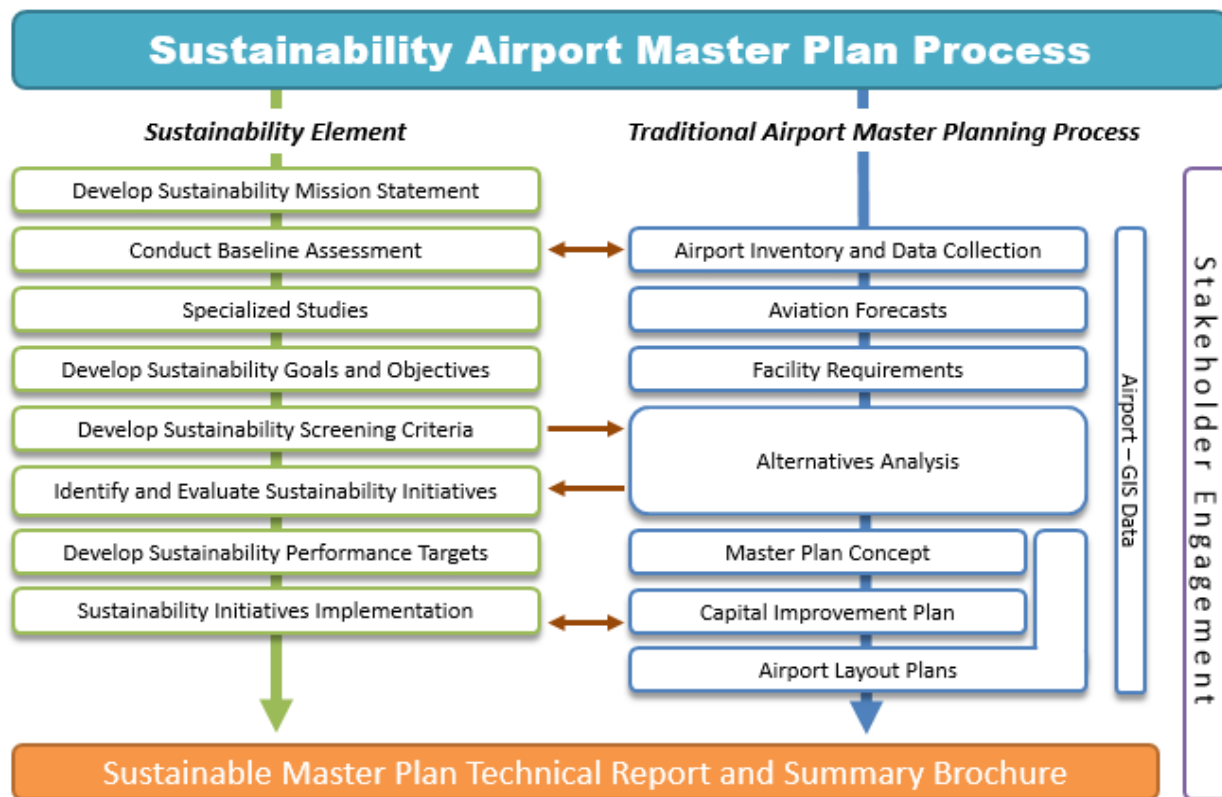 Sustainability Airport Master Plan Process
Sustainability Element
Develop Sustainability Mission Statement
Conduct Baseline Assessment
Specialized Studies
Develop Sustainability Goals and Objectives
Develop Sustainability Screening Criteria
Identify and Evaluate Sustainability Initiatives
Develop Sustainability Performance Targets
Sustainability Initiatives Implementation
Traditional Airport Master Planning Process
Airport Inventory and Data Collection
Aviation Forecasts
Facility Requirements
Alternatives Analysis
Master Plan Concept
Capital Improvement Plan
Airport Layout Plans
Airport – GIS Data
Stakeholder Engagement
Sustainable Master Plan Technical Report and Summary Brochure